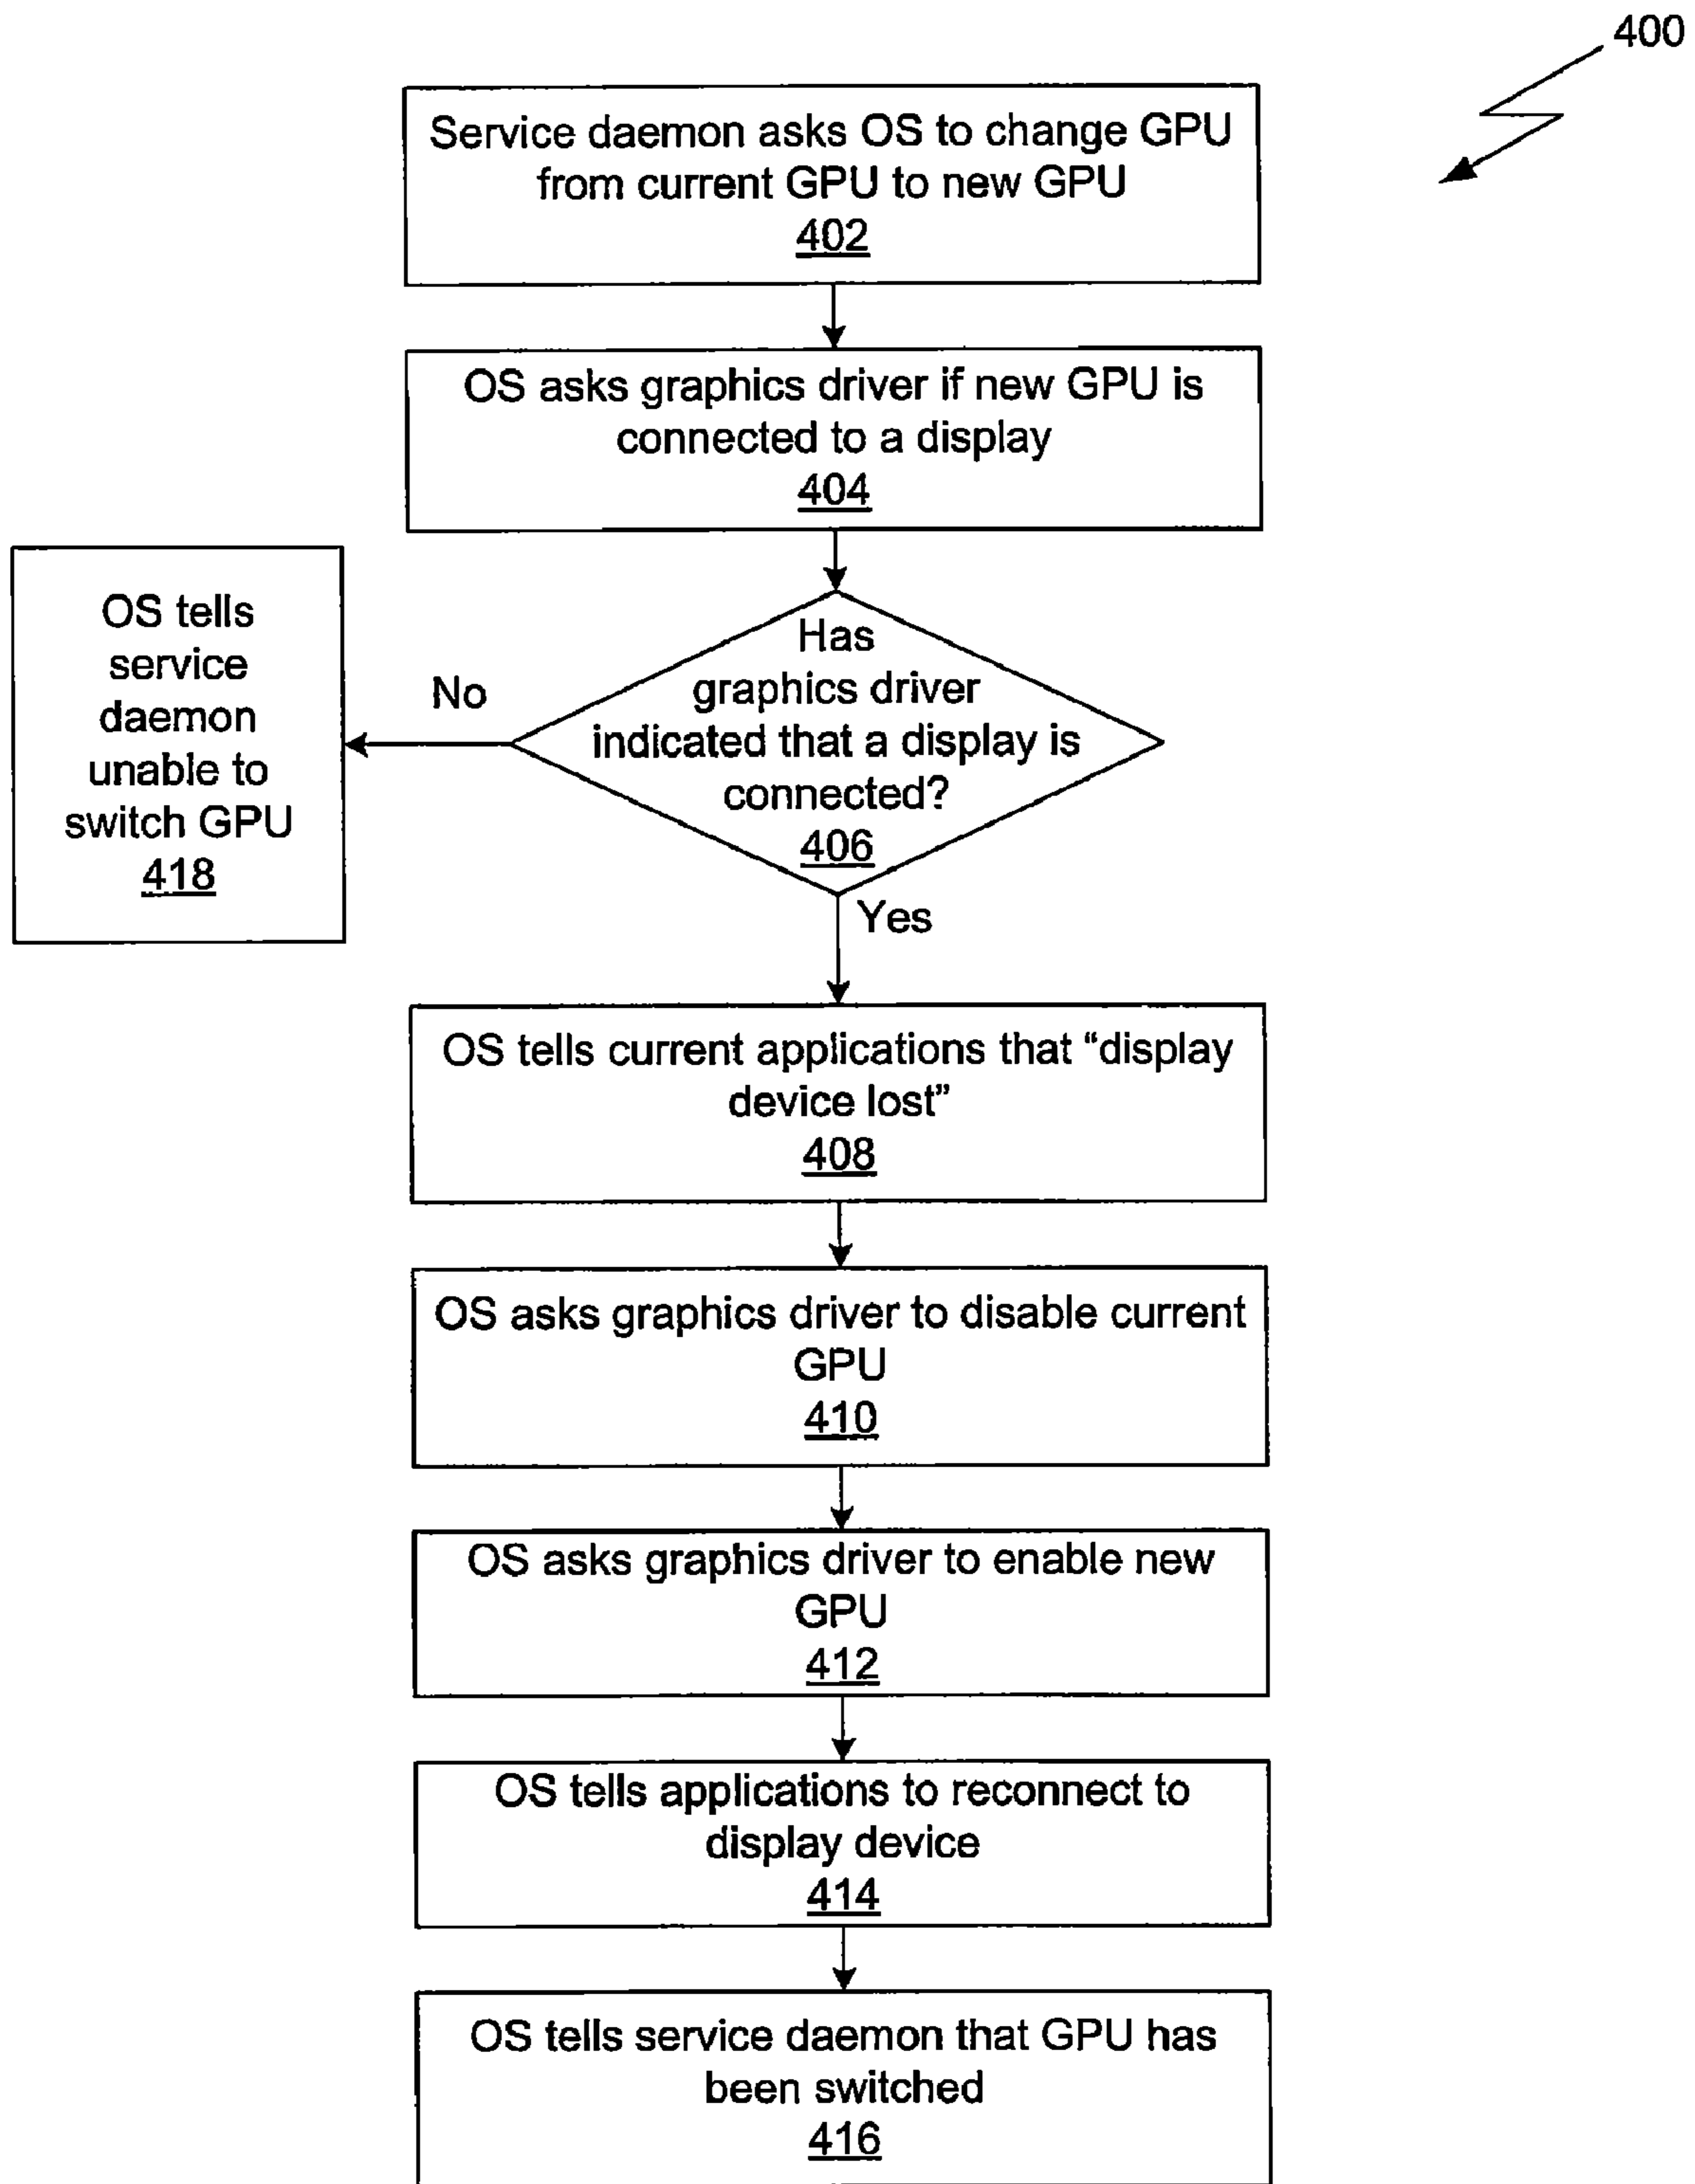 400
Service daemon asks OS to change GPU
from current GPU to new GPU
402
OS asks graphics driver if new GPU is
connected to a display
404
Has
graphics driver
indicated that a display is
connected?
406
No
OS tells
service
daemon
unable to
switch GPU
418
Yes
OS tells current applications that “display
device lost”
408
OS asks graphics driver to disable current
GPU
410
OS asks graphics driver to enable new
GPU
412
OS tells applications to reconnect to
display device
414
OS tells service daemon that GPU has
been switched
416